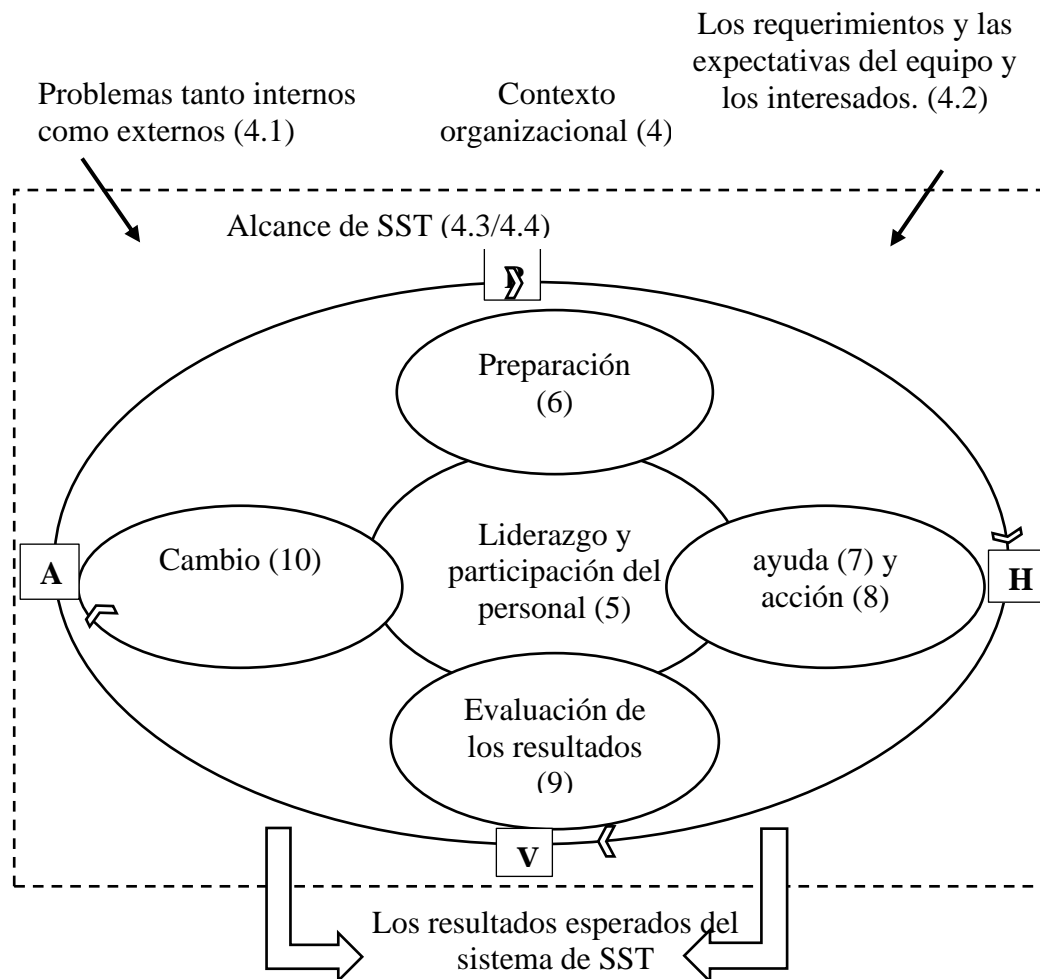 Los requerimientos y las
expectativas del equipo y
los interesados. (4.2)
Problemas tanto internos
como externos (4.1)
Contexto
organizacional (4)
Alcance de SST (4.3/4.4)
P
Preparación
(6)
A
Cambio (10)
Liderazgo y
participación del
personal (5)
ayuda (7) y
acción (8)
H
Evaluación de
los resultados
(9)
V
Los resultados esperados del
sistema de SST